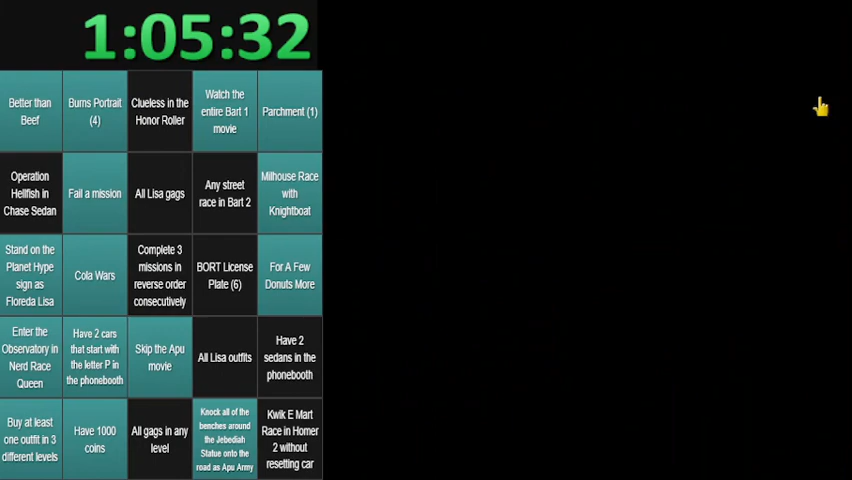 1:05:32
Better than
Beef
Burns Portrait
(4)
Clueless in the
Honor Roller
Watch the
entire Bart 1
movie
Parchment (1)
Operation
Hellfish in
Chase Sedan
Fail a mission
All Lisa gags
Any street
race in Bart 2
Milhouse Race
with
Knightboat
Stand on the
Planet Hype
sign as
Floreda Lisa
Cola Wars
Complete 3
missions in
reverse order
consecutively
BORT License
Plate (6)
For A Few
Donuts More
Enter the
Observatory in
Nerd Race
Queen
Have 2 cars
that start with
the letter P in
the phonebooth
Skip the Apu
movie
All Lisa outfits
Have 2
sedans in the
phonebooth
Buy at least
one outfit in 3
different levels
Have 1000
coins
All gags in any
level
Knock all of the
benches around
the Jebediah
Statue onto the
road as Apu Army
Kwik E Mart
Race in Homer
2 without
resetting car